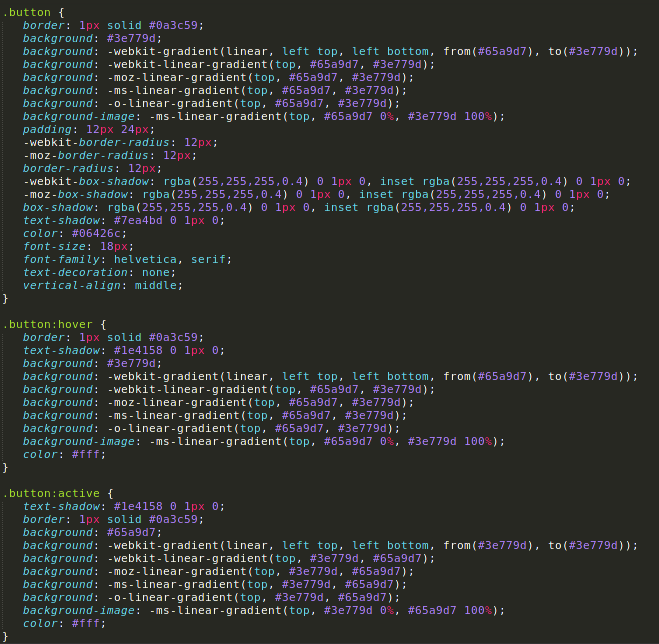 .button {
   border: 1px solid #0a3c59;
   background: #3e779d;
   background: -webkit-gradient(linear, left top, left bottom, from(#65a9d7), to(#3e779d));
   background: -webkit-linear-gradient(top, #65a9d7, #3e779d);
   background: -moz-linear-gradient(top, #65a9d7, #3e779d);
   background: -ms-linear-gradient(top, #65a9d7, #3e779d);
   background: -o-linear-gradient(top, #65a9d7, #3e779d);
   background-image: -ms-linear-gradient(top, #65a9d7 0%, #3e779d 100%);
   padding: 12px 24px;
   -webkit-border-radius: 12px;
   -moz-border-radius: 12px;
   border-radius: 12px;
   -webkit-box-shadow: rgba(255,255,255,0.4) 0 1px 0, inset rgba(255,255,255,0.4) 0 1px 0;
   -moz-box-shadow: rgba(255,255,255,0.4) 0 1px 0, inset rgba(255,255,255,0.4) 0 1px 0;
   box-shadow: rgba(255,255,255,0.4) 0 1px 0, inset rgba(255,255,255,0.4) 0 1px 0;
   text-shadow: #7ea4bd 0 1px 0;
   color: #06426c;
   font-size: 18px;
   font-family: helvetica, serif;
   text-decoration: none;
   vertical-align: middle;
}
.button:hover {
   border: 1px solid #0a3c59;
   text-shadow: #1e4158 0 1px 0;
   background: #3e779d;
   background: -webkit-gradient(linear, left top, left bottom, from(#65a9d7), to(#3e779d));
   background: -webkit-linear-gradient(top, #65a9d7, #3e779d);
   background: -moz-linear-gradient(top, #65a9d7, #3e779d);
   background: -ms-linear-gradient(top, #65a9d7, #3e779d);
   background: -o-linear-gradient(top, #65a9d7, #3e779d);
   background-image: -ms-linear-gradient(top, #65a9d7 0%, #3e779d 100%);
   color: #fff;
}
.button:active {
   text-shadow: #1e4158 0 1px 0;
   border: 1px solid #0a3c59;
   background: #65a9d7;
   background: -webkit-gradient(linear, left top, left bottom, from(#3e779d), to(#3e779d));
   background: -webkit-linear-gradient(top, #3e779d, #65a9d7);
   background: -moz-linear-gradient(top, #3e779d, #65a9d7);
   background: -ms-linear-gradient(top, #3e779d, #65a9d7);
   background: -o-linear-gradient(top, #3e779d, #65a9d7);
   background-image: -ms-linear-gradient(top, #3e779d 0%, #65a9d7 100%);
   color: #fff;
}